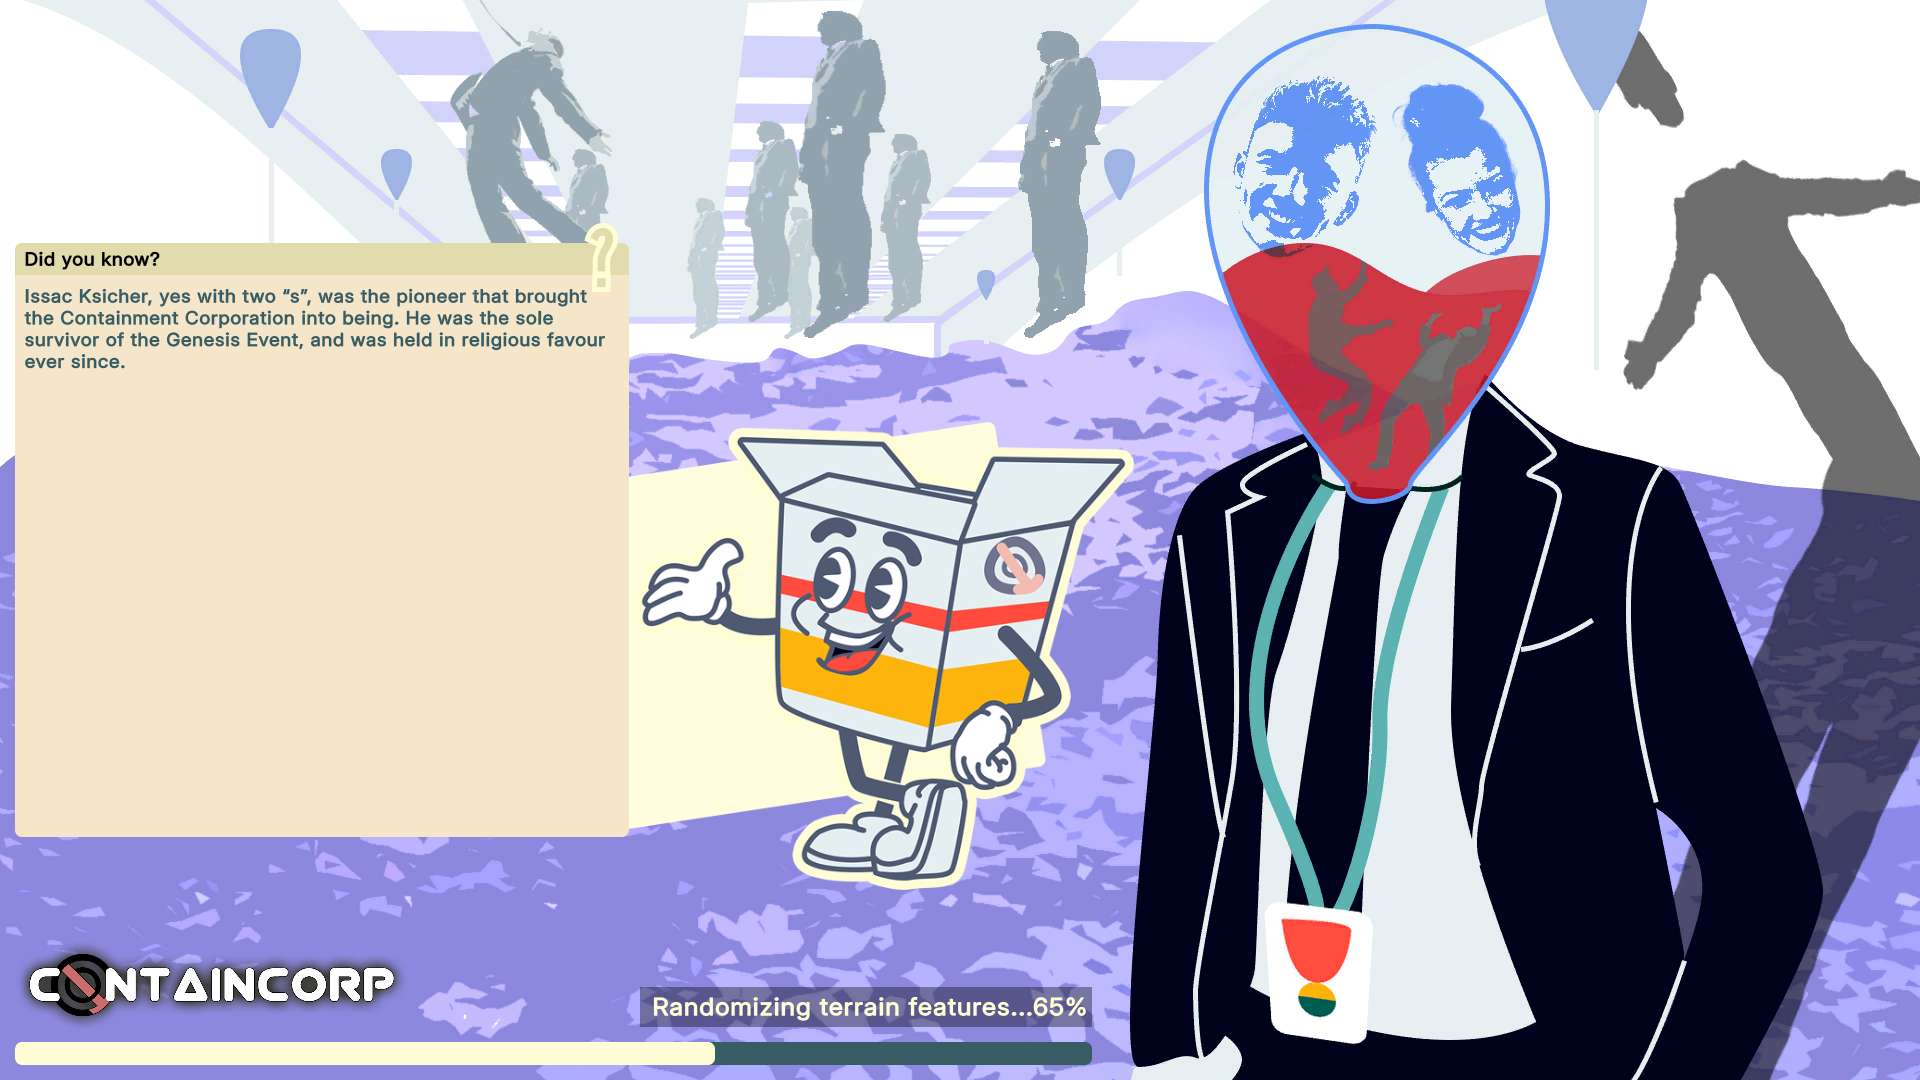 Did you know?
Issac Ksicher, yes with two “s”, was the pioneer that brought
the Containment Corporation into being. He was the sole
survivor of the Genesis Event, and was held in religious favour
ever since.
CONTAINCORP
Randomizing terrain features...65%